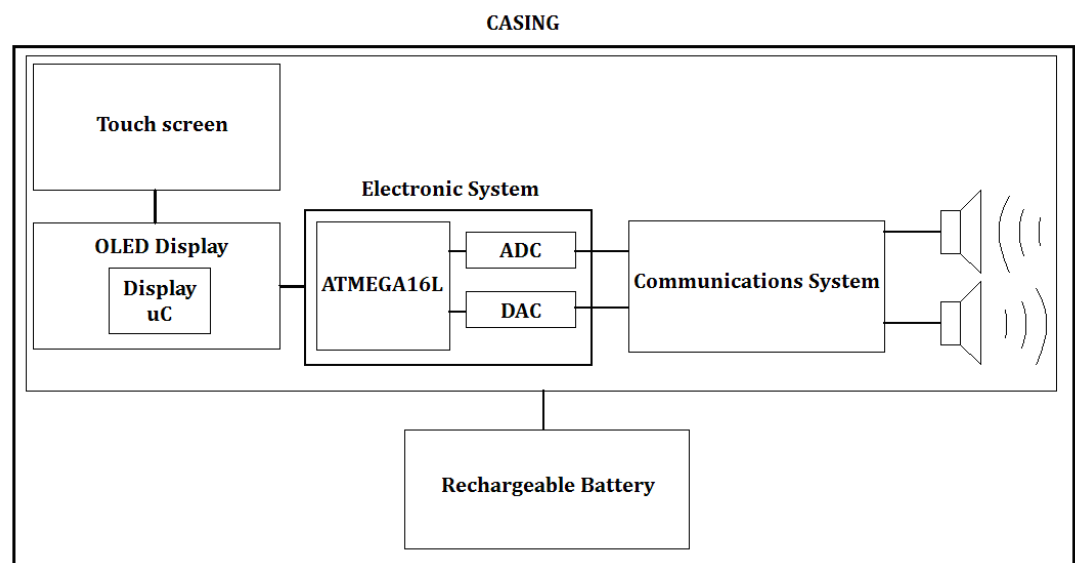 CASING
Touch screen
Electronic System
OLED Display
Display
uC
ATMEGA16L
ADC
DAC
Communications System
Rechargeable Battery